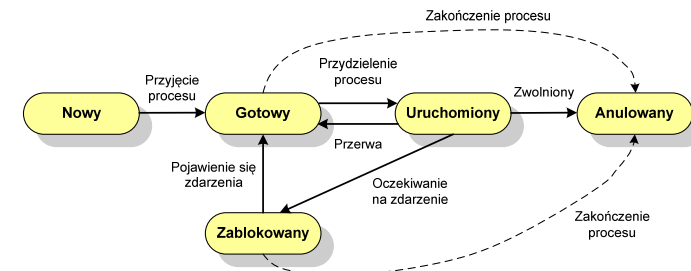 Zakończenie procesu
Przyjęcie
procesu
Przydzielenie
procesu
Zwolniony
Nowy
Gotowy
Uruchomiony
Anulowany
Przerwa
Pojawienie się
zdarzenia
Oczekiwanie
na zdarzenie
Zablokowany
Zakończenie
procesu